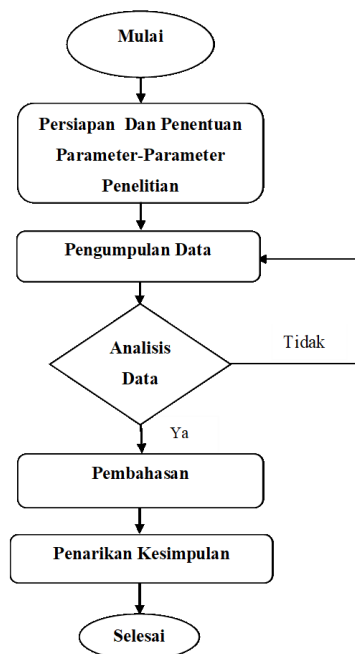 Mulai
Persiapan Dan Penentuan
Parameter-Parameter
Penelitian
Pengumpulan Data
Analisis
Data
Tidak
Ya
Pembahasan
Penarikan Kesimpulan
Selesai